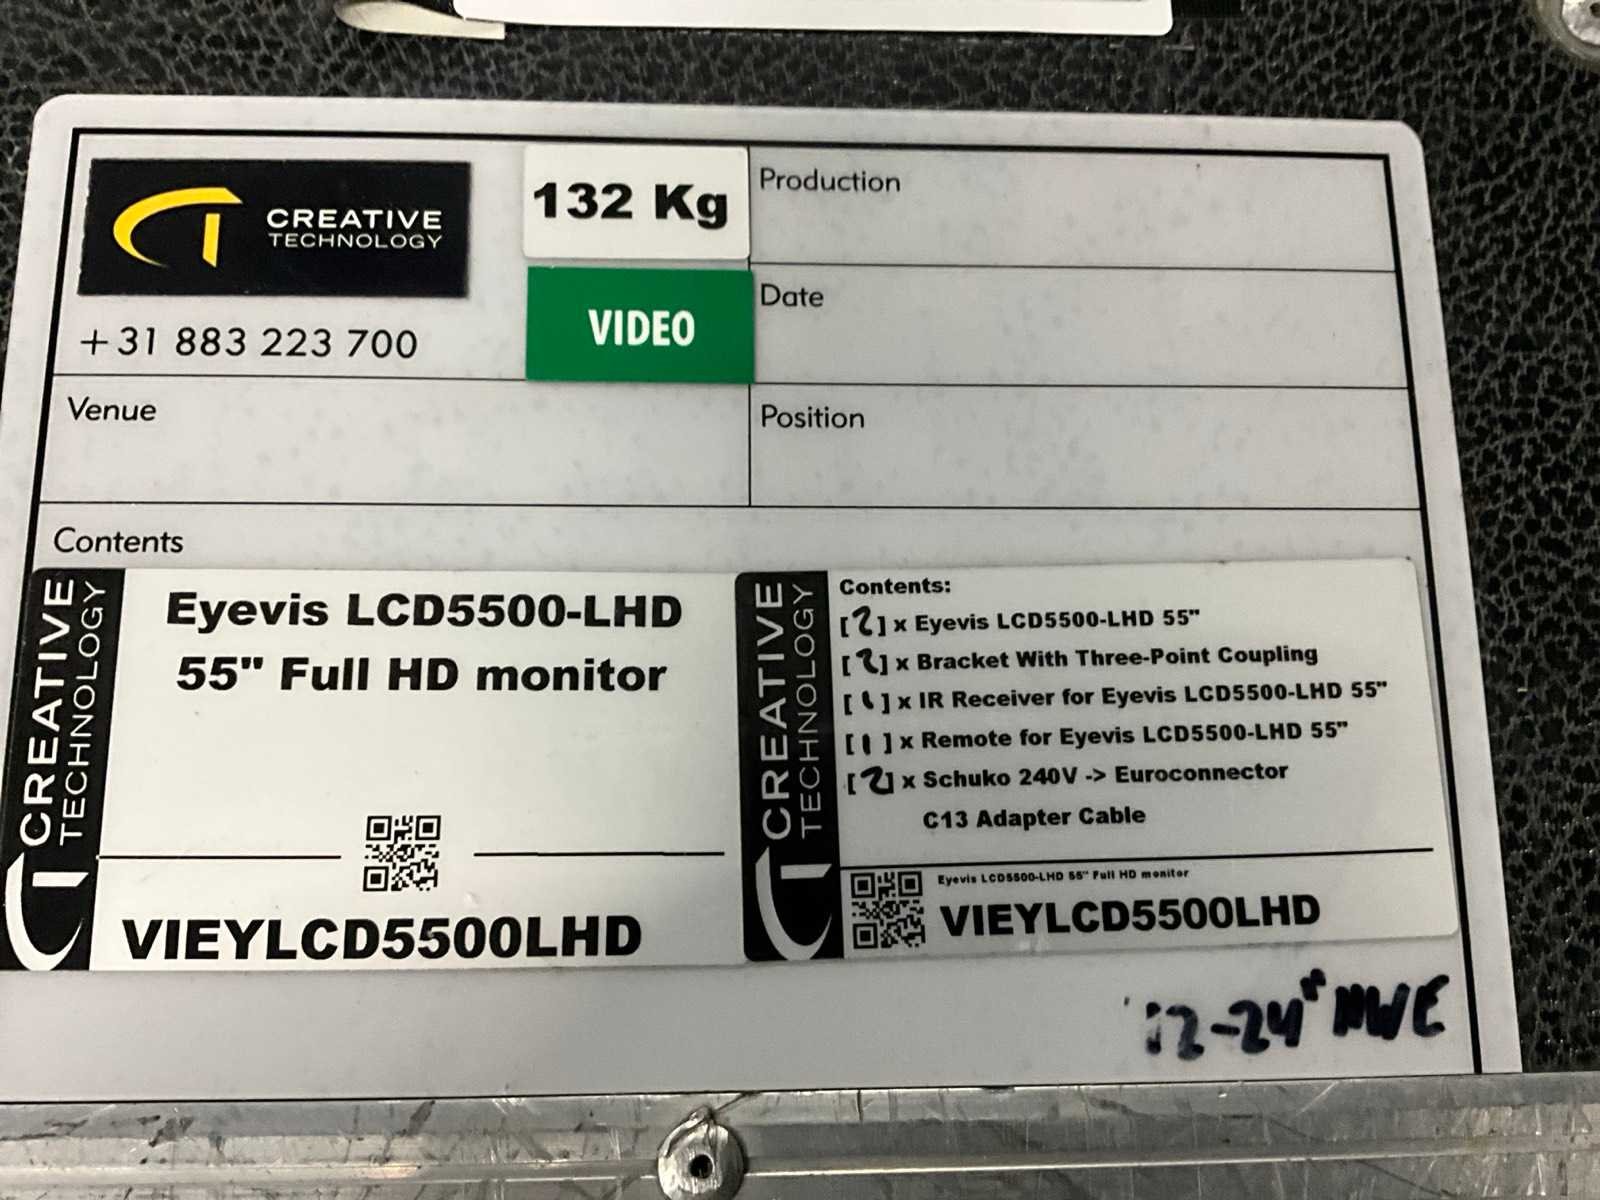 CREATIVE
TECHNOLOGY
+31 883 223 700
132 Kg
VIDEO
Production
Date
Venue
Position
Contents
CREATIVE
TECHNOLOGY
Eyevis LCD5500-LHD
55" Full HD monitor
VIEYLCD5500LHD
CREATIVE
TECHNOLOGY
Contents:
[2] x Eyevis LCD5500-LHD 55"
[2] x Bracket With Three-Point Coupling
[1] x IR Receiver for Eyevis LCD5500-LHD 55"
[1] x Remote for Eyevis LCD5500-LHD 55"
[2] x Schuko 240V -> Euroconnector
C13 Adapter Cable
Eyevis LCD5500-LHD 55" Full HD monitor
VIEYLCD5500LHD